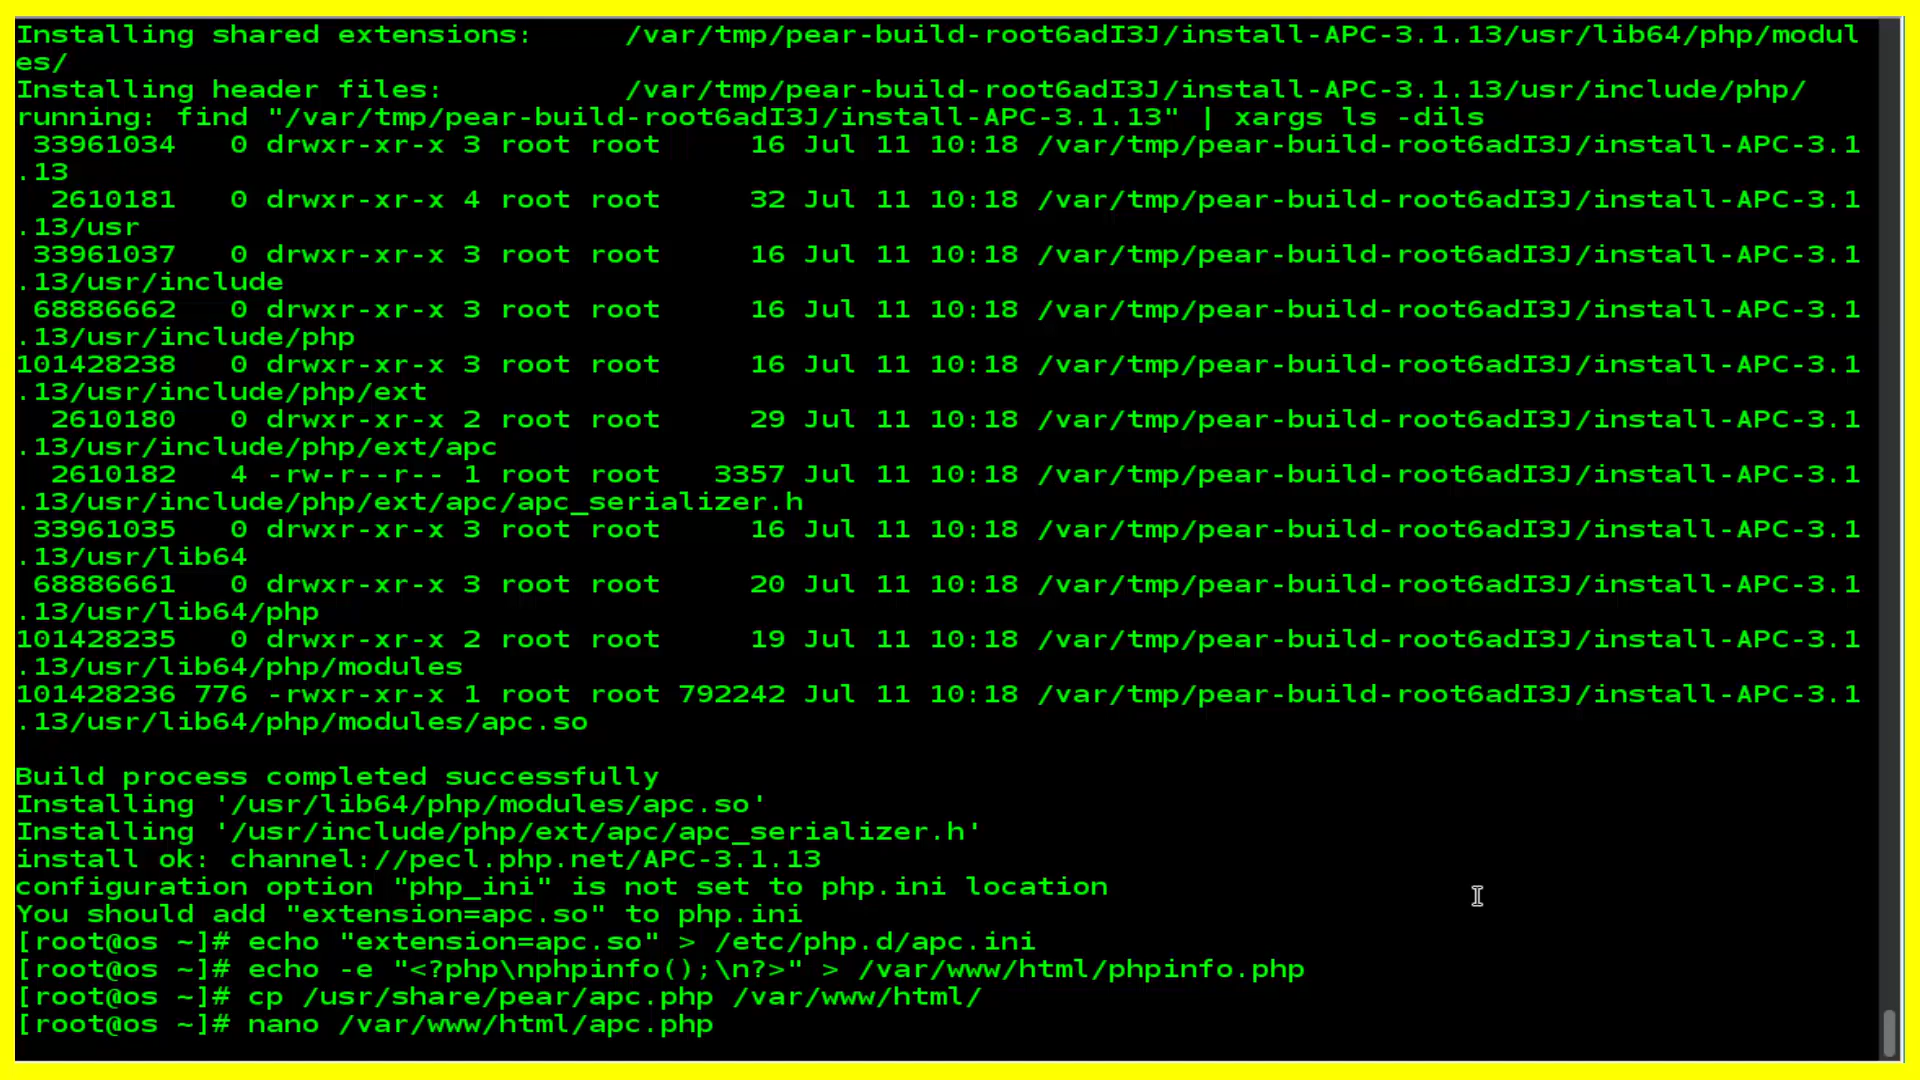 Installing shared extensions:     /var/tmp/pear-build-root6adI3J/install-APC-3.1.13/usr/lib64/php/modul
es/
Installing header files:          /var/tmp/pear-build-root6adI3J/install-APC-3.1.13/usr/include/php/
running: find "/var/tmp/pear-build-root6adI3J/install-APC-3.1.13" | xargs ls -dils
 33961034   0 drwxr-xr-x 3 root root     16 Jul 11 10:18 /var/tmp/pear-build-root6adI3J/install-APC-3.1
.13
  2610181   0 drwxr-xr-x 4 root root     32 Jul 11 10:18 /var/tmp/pear-build-root6adI3J/install-APC-3.1
.13/usr
 33961037   0 drwxr-xr-x 3 root root     16 Jul 11 10:18 /var/tmp/pear-build-root6adI3J/install-APC-3.1
.13/usr/include
 68886662   0 drwxr-xr-x 3 root root     16 Jul 11 10:18 /var/tmp/pear-build-root6adI3J/install-APC-3.1
.13/usr/include/php
101428238   0 drwxr-xr-x 3 root root     16 Jul 11 10:18 /var/tmp/pear-build-root6adI3J/install-APC-3.1
.13/usr/include/php/ext
  2610180   0 drwxr-xr-x 2 root root     29 Jul 11 10:18 /var/tmp/pear-build-root6adI3J/install-APC-3.1
.13/usr/include/php/ext/apc
  2610182   4 -rw-r--r-- 1 root root   3357 Jul 11 10:18 /var/tmp/pear-build-root6adI3J/install-APC-3.1
.13/usr/include/php/ext/apc/apc_serializer.h
 33961035   0 drwxr-xr-x 3 root root     16 Jul 11 10:18 /var/tmp/pear-build-root6adI3J/install-APC-3.1
.13/usr/lib64
 68886661   0 drwxr-xr-x 3 root root     20 Jul 11 10:18 /var/tmp/pear-build-root6adI3J/install-APC-3.1
.13/usr/lib64/php
101428235   0 drwxr-xr-x 2 root root     19 Jul 11 10:18 /var/tmp/pear-build-root6adI3J/install-APC-3.1
.13/usr/lib64/php/modules
101428236 776 -rwxr-xr-x 1 root root 792242 Jul 11 10:18 /var/tmp/pear-build-root6adI3J/install-APC-3.1
.13/usr/lib64/php/modules/apc.so

Build process completed successfully
Installing '/usr/lib64/php/modules/apc.so'
Installing '/usr/include/php/ext/apc/apc_serializer.h'
install ok: channel://pecl.php.net/APC-3.1.13
configuration option "php_ini" is not set to php.ini location
You should add "extension=apc.so" to php.ini
[root@os ~]# echo "extension=apc.so" > /etc/php.d/apc.ini
[root@os ~]# echo -e "<?php\nphpinfo();\n?>" > /var/www/html/phpinfo.php
[root@os ~]# cp /usr/share/pear/apc.php /var/www/html/
[root@os ~]# nano /var/www/html/apc.php